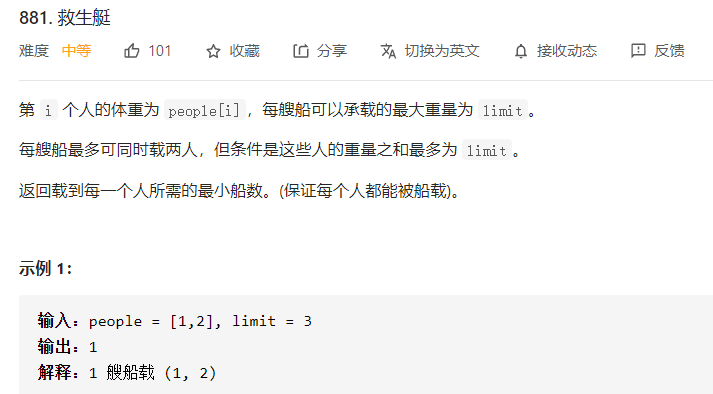 881. 救生艇
难度 中等 101 收藏 分享 切换为英文 接收动态 反馈
第 i 个人的体重为 people[i]，每艘船可以承载的最大重量为 limit。
每艘船最多可同时载两人，但条件是这些人的重量之和最多为 limit。
返回载到每一个人所需的最小船数。(保证每个人都能被船载)。
示例 1：
输入：people = [1,2], limit = 3
输出：1
解释：1 艘船载 (1, 2)